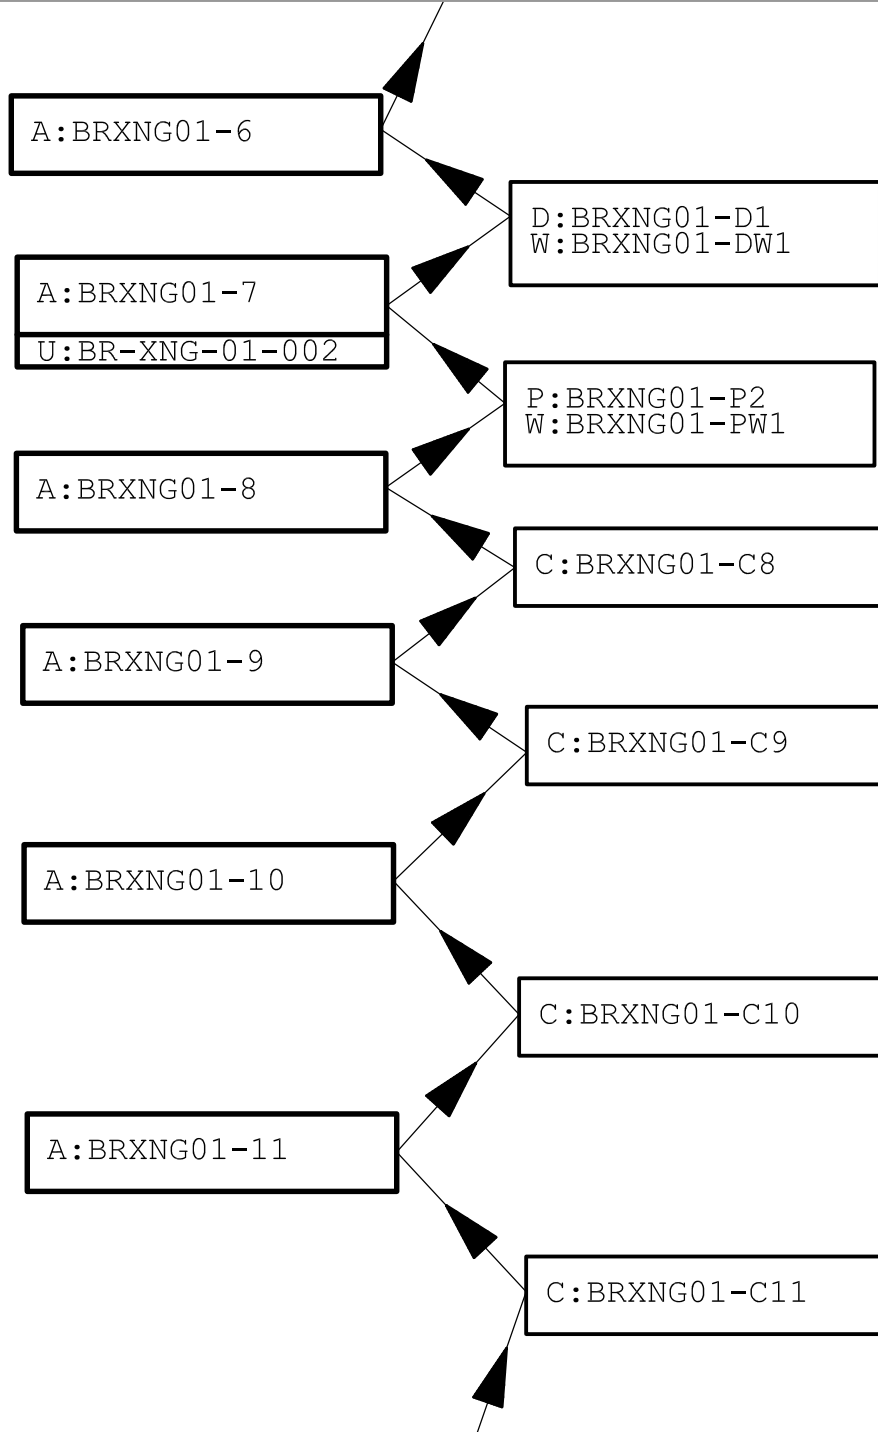 A:BRXNG01-6
D:BRXNG01-D1
W:BRXNG01-DW1
A:BRXNG01-7
U:BR-XNG-01-002
P:BRXNG01-P2
W:BRXNG01-PW1
A:BRXNG01-8
C:BRXNG01-C8
A:BRXNG01-9
C:BRXNG01-C9
A:BRXNG01-10
C:BRXNG01-C10
A:BRXNG01-11
C:BRXNG01-C11